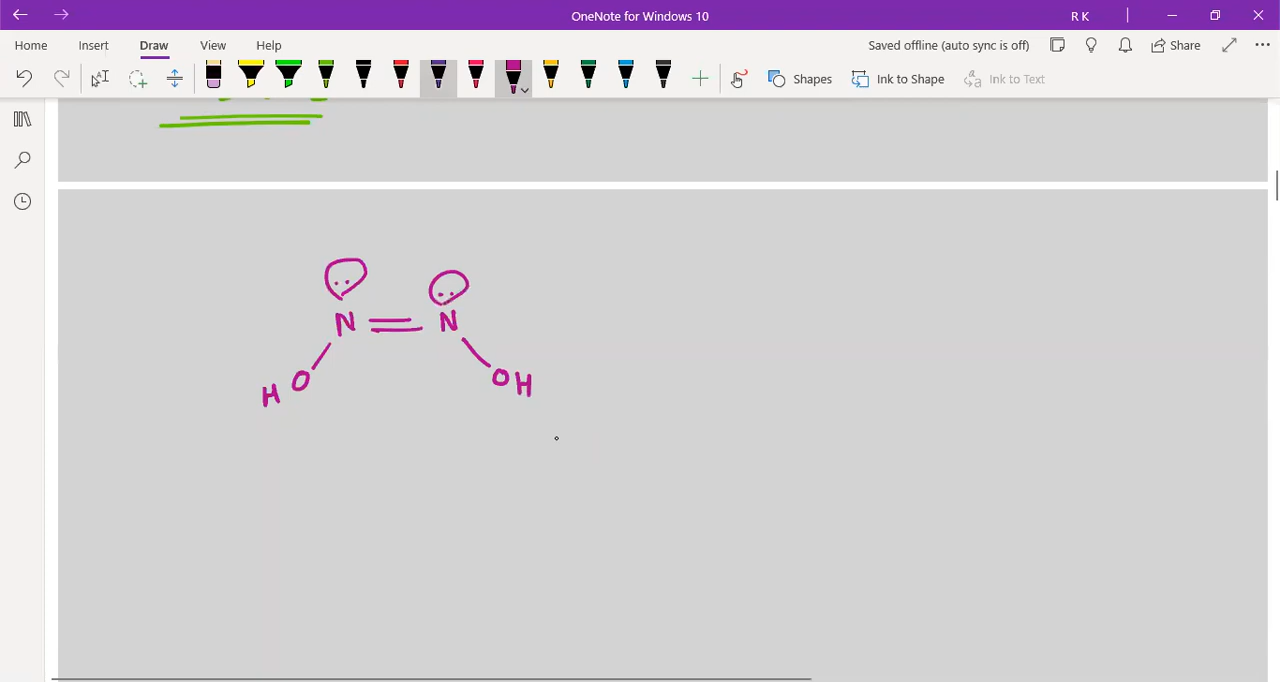 OneNote for Windows 10
R K
Home Insert Draw View Help
Saved offline (auto sync is off)
Share
Shapes
Ink to Shape
Ink to Text
N = N
H O OH